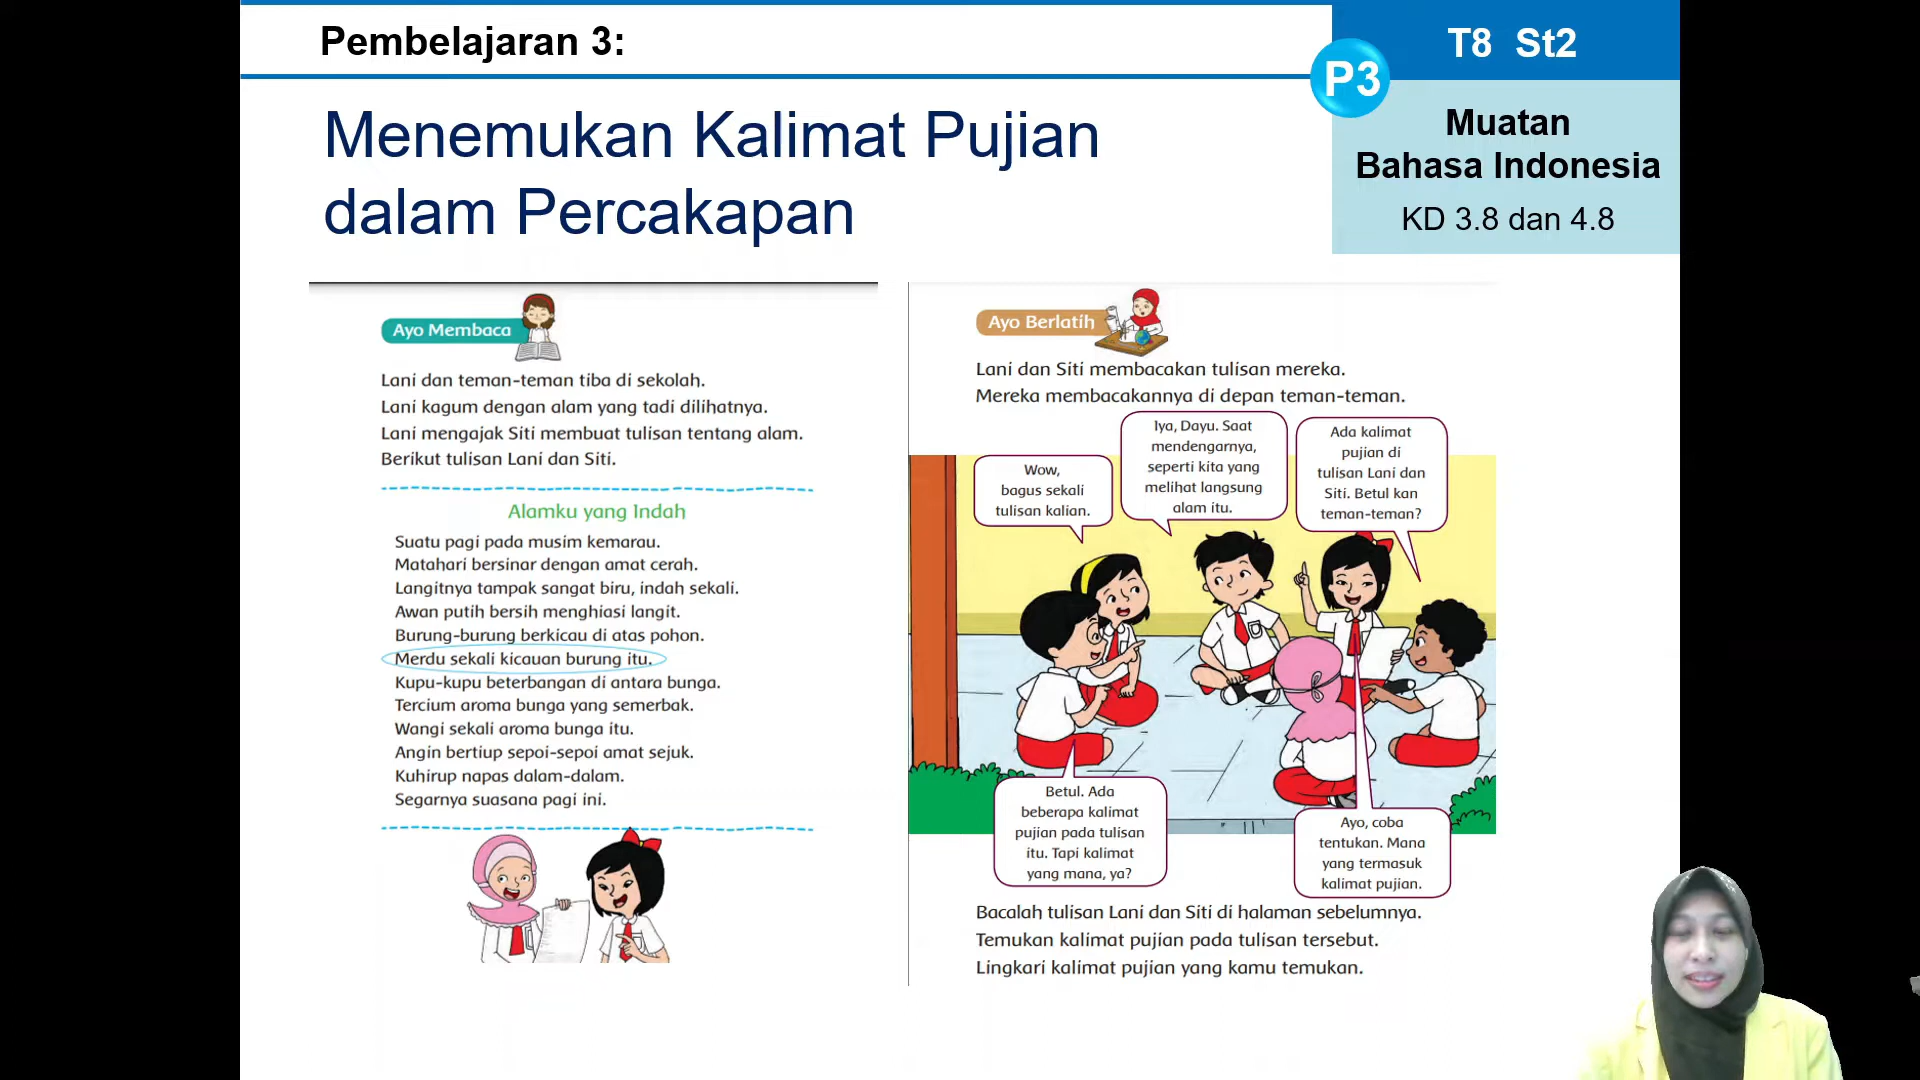 Pembelajaran 3:
T8 St2
P3
Muatan
Bahasa Indonesia
KD 3.8 dan 4.8
Menemukan Kalimat Pujian
dalam Percakapan
Ayo Membaca
Lani dan teman-teman tiba di sekolah.
Lani kagum dengan alam yang tadi dilihatnya.
Lani mengajak Siti membuat tulisan tentang alam.
Berikut tulisan Lani dan Siti.
Alamku yang Indah
Suatu pagi pada musim kemarau.
Matahari bersinar dengan amat cerah.
Langitnya tampak sangat biru, indah sekali.
Awan putih bersih menghiasi langit.
Burung-burung berkicau di atas pohon.
Merdu sekali kicauan burung itu.
Kupu-kupu beterbangan di antara bunga.
Tercium aroma bunga yang semerbak.
Wangi sekali aroma bunga itu.
Angin bertiup sepoi-sepoi amat sejuk.
Kuhirup napas dalam-dalam.
Segarnya suasana pagi ini.
Ayo Berlatih
Lani dan Siti membacakan tulisan mereka.
Mereka membacakannya di depan teman-teman.
Wow,
bagus sekali
tulisan kalian.
Iya, Dayu. Saat
mendengarnya,
seperti kita yang
melihat langsung
alam itu.
Ada kalimat
pujian di
tulisan Lani dan
Siti. Betul kan
teman-teman?
Betul. Ada
beberapa kalimat
pujian pada tulisan
itu. Tapi kalimat
yang mana, ya?
Ayo, coba
tentukan. Mana
yang termasuk
kalimat pujian.
Bacalah tulisan Lani dan Siti di halaman sebelumnya.
Temukan kalimat pujian pada tulisan tersebut.
Lingkari kalimat pujian yang kamu temukan.